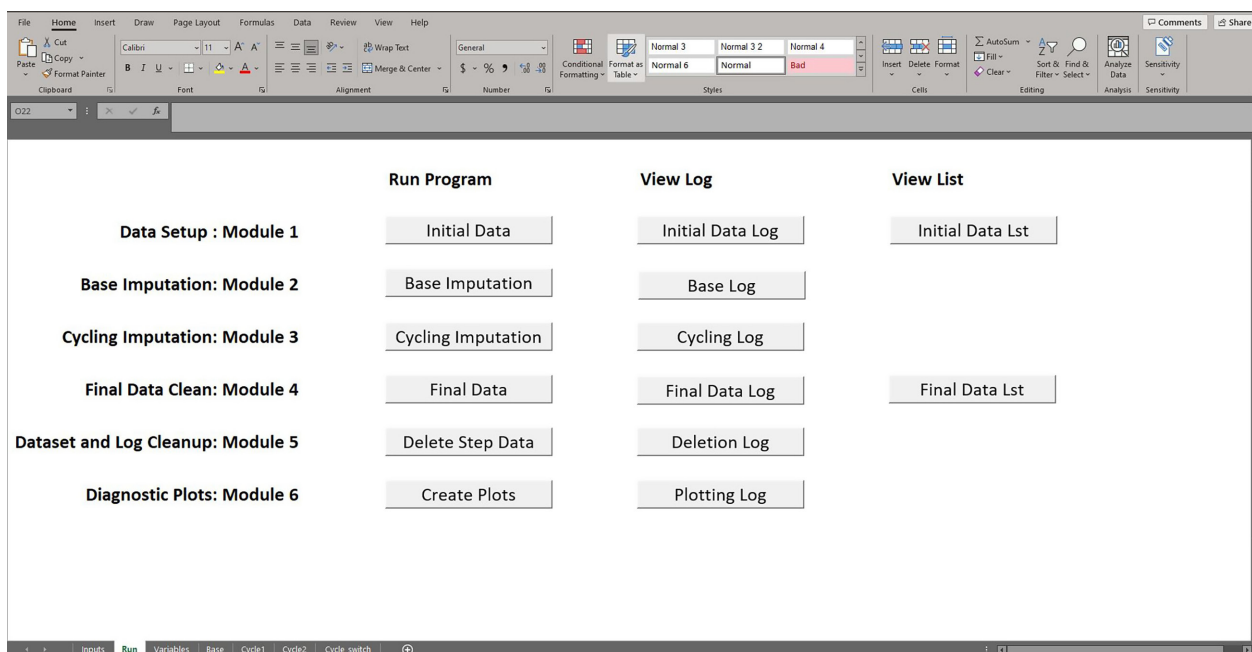 File Home Insert Draw Page Layout Formulas Data Review View Help Comments Share
Cut
Copy
Paste
Format Painter
Clipboard
Calibri 11 A^ A˅
B I U A
Font
Wrap Text
Merge & Center
Alignment
General
$ % 9
Number
Conditional Formatting
Format as Table
Normal 3 Normal 3 2 Normal 4
Normal 6 Normal Bad
Styles
Insert Delete Format
Cells
AutoSum
Fill
Clear
Sort & Filter
Find & Select
Editing
Analyze Data
Analysis
Sensitivity
Sensitivity
O22 fx
Run Program View Log View List
Data Setup : Module 1 Initial Data Initial Data Log Initial Data Lst
Base Imputation: Module 2 Base Imputation Base Log
Cycling Imputation: Module 3 Cycling Imputation Cycling Log
Final Data Clean: Module 4 Final Data Final Data Log Final Data Lst
Dataset and Log Cleanup: Module 5 Delete Step Data Deletion Log
Diagnostic Plots: Module 6 Create Plots Plotting Log
Inputs Run Variables Base Cycle1 Cycle2 Cycle switch